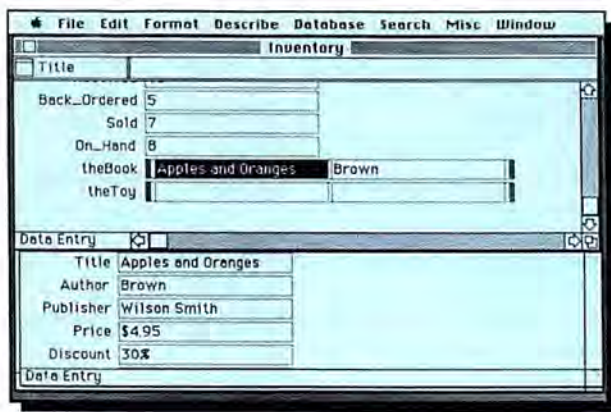 File Edit Format Describe Database Search Misc Window
Inventory
Title
Back_Ordered 5
Sold 7
On_Hand 8
theBook Apples and Oranges Brown
theToy
Data Entry
Title Apples and Oranges
Author Brown
Publisher Wilson Smith
Price $4.95
Discount 30%
Data Entry